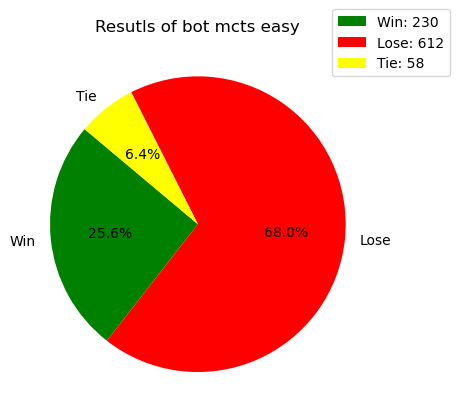 Resutls of bot mcts easy
Win: 230
Lose: 612
Tie: 58
Tie
6.4%
Win
25.6%
68.0%
Lose